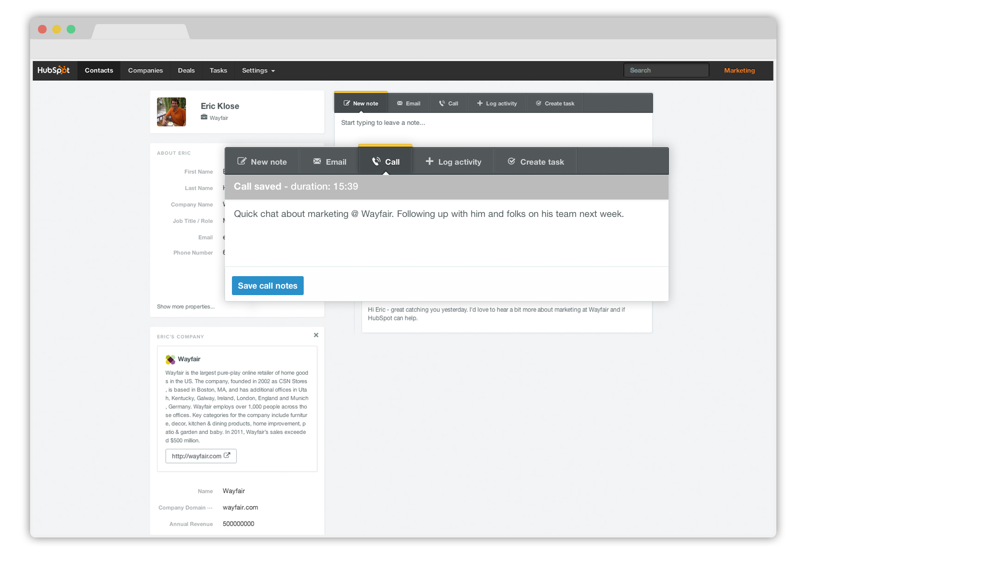 HubSpot Contacts Companies Deals Tasks Settings Search Marketing
Eric Klose
Wayfair
New note Email Call Log activity Create task
Start typing to leave a note...
ABOUT ERIC
First Name
Last Name
Company Name
Job Title / Role
Email
Phone Number
Show more properties...
New note Email Call Log activity Create task
Call saved - duration: 15:39
Quick chat about marketing @ Wayfair. Following up with him and folks on his team next week.
Save call notes
Hi Eric - great catching you yesterday. I'd love to hear a bit more about marketing at Wayfair and if
HubSpot can help.
ERIC'S COMPANY
Wayfair
Wayfair is the largest pure-play online retailer of home good
s in the US. The company, founded in 2002 as CSN Stores
, is based in Boston, MA, and has additional offices in Uta
h, Kentucky, Galway, Ireland, London, England and Munich
, Germany. Wayfair employs over 1,000 people across tho
se offices. Key categories for the company include furnitur
e, decor, kitchen & dining products, home improvement, p
atio & garden and baby. In 2011, Wayfair's sales exceede
d $500 million.
http://wayfair.com
Name Wayfair
Company Domain ... wayfair.com
Annual Revenue 500000000